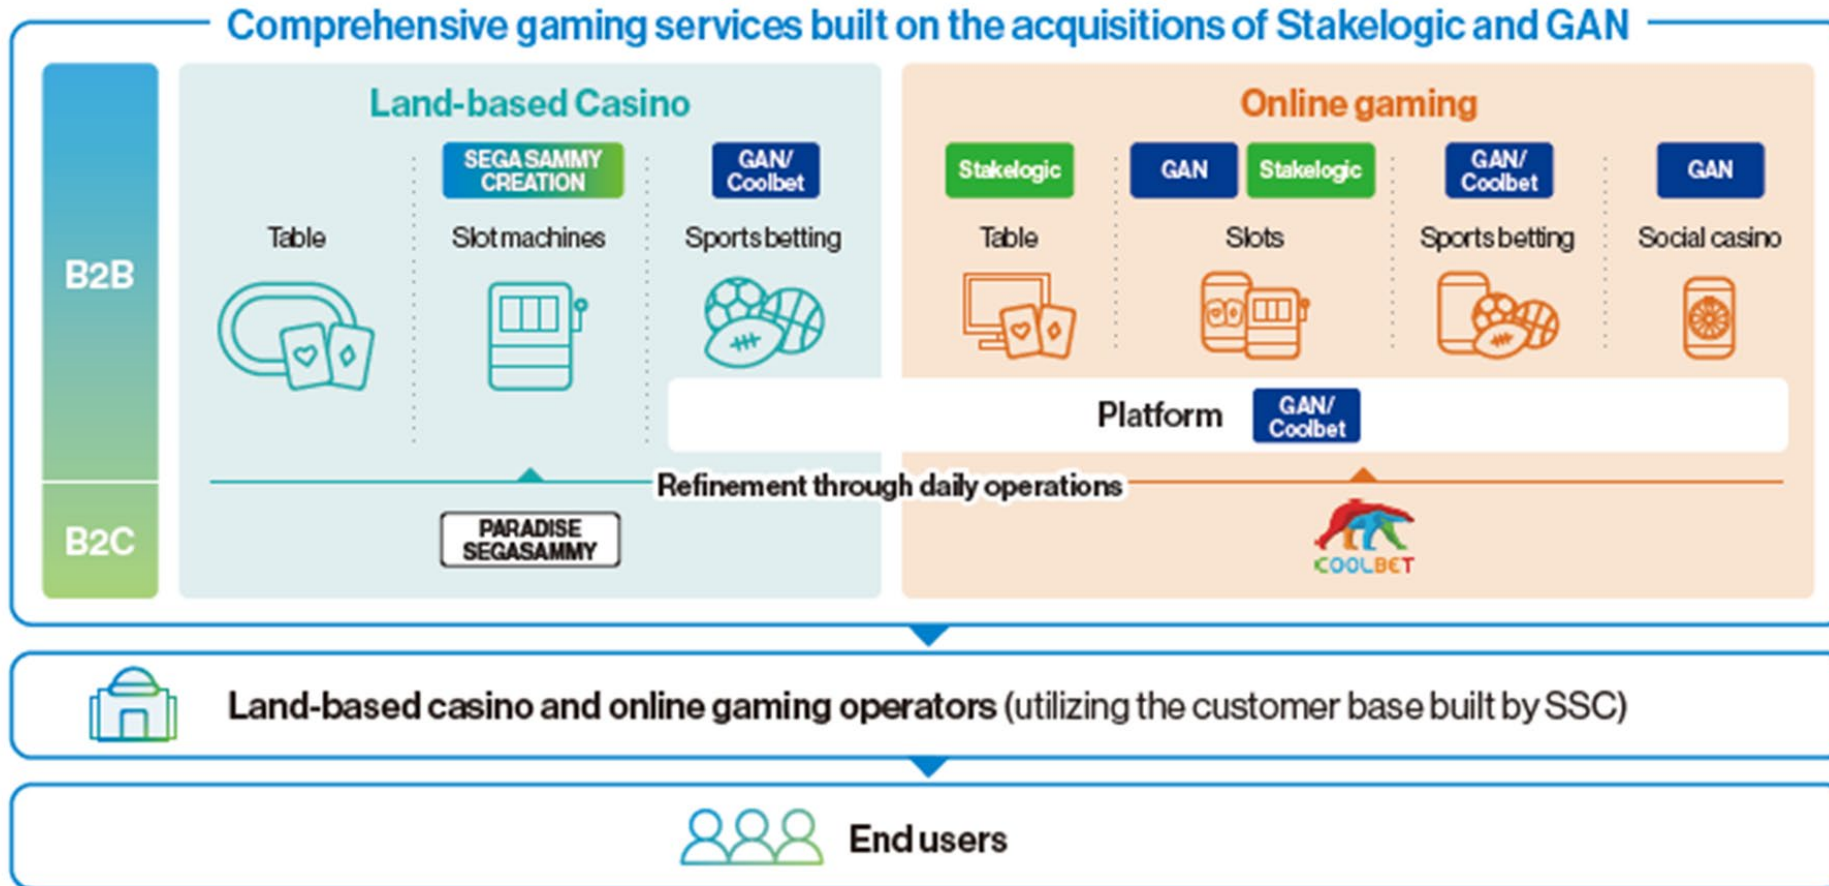 Comprehensive gaming services built on the acquisitions of Stakelogic and GAN
B2B
Land-based Casino
Table
SEGA SAMMY
CREATION
Slot machines
GAN/
Coolbet
Sports betting
Online gaming
Stakelogic
Table
GAN
Stakelogic
Slots
GAN/
Coolbet
Sports betting
GAN
Social casino
Platform
GAN/
Coolbet
Refinement through daily operations
B2C
PARADISE
SEGASAMMY
COOLBET
Land-based casino and online gaming operators (utilizing the customer base built by SSC)
End users